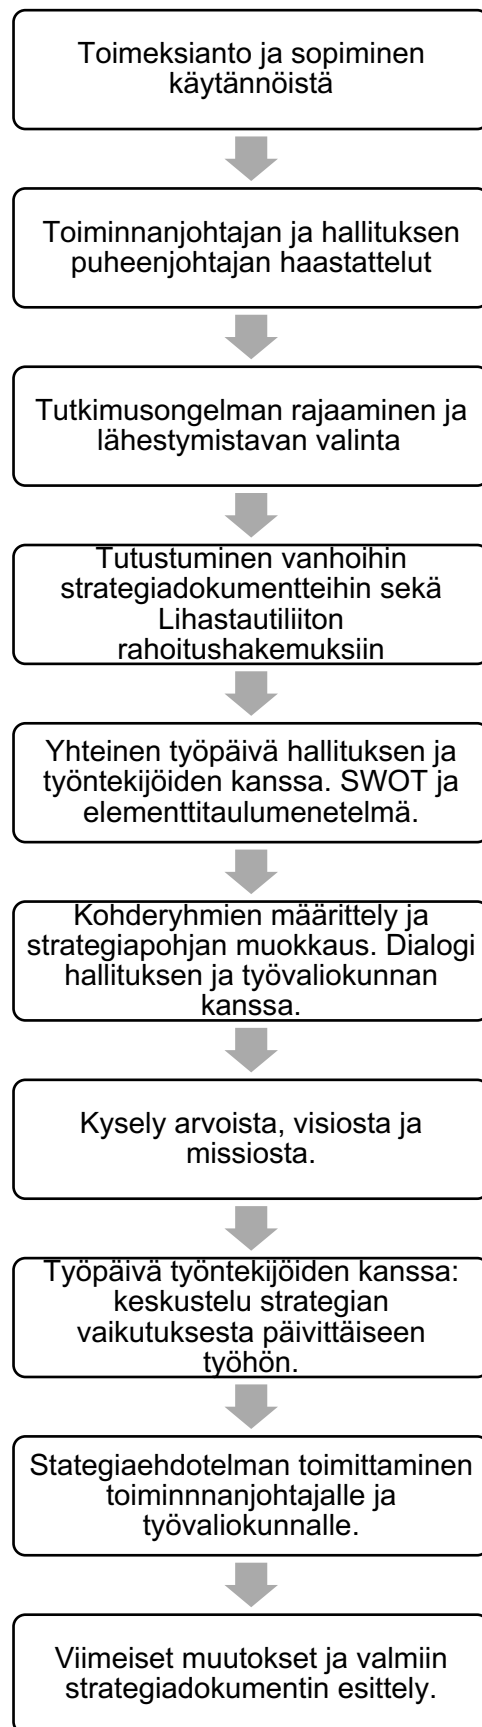 Toimeksianto ja sopiminen
käytännöistä
Toiminnanjohtajan ja hallituksen
puheenjohtajan haastattelut
Tutkimusongelman rajaaminen ja
lähestymistavan valinta
Tutustuminen vanhoihin
strategiadokumentteihin sekä
Lihastautiliiton
rahoitushakemuksiin
Yhteinen työpäivä hallituksen ja
työntekijöiden kanssa. SWOT ja
elementtitaulumenetelmä.
Kohderyhmien määrittely ja
strategiapohjan muokkaus. Dialogi
hallituksen ja työvaliokunnan
kanssa.
Kysely arvoista, visiosta ja
missiosta.
Työpäivä työntekijöiden kanssa:
keskustelu strategian
vaikutuksesta päivittäiseen
työhön.
Stategiaehdotelman toimittaminen
toiminnnanjohtajalle ja
työvaliokunnalle.
Viimeiset muutokset ja valmiin
strategiadokumentin esittely.